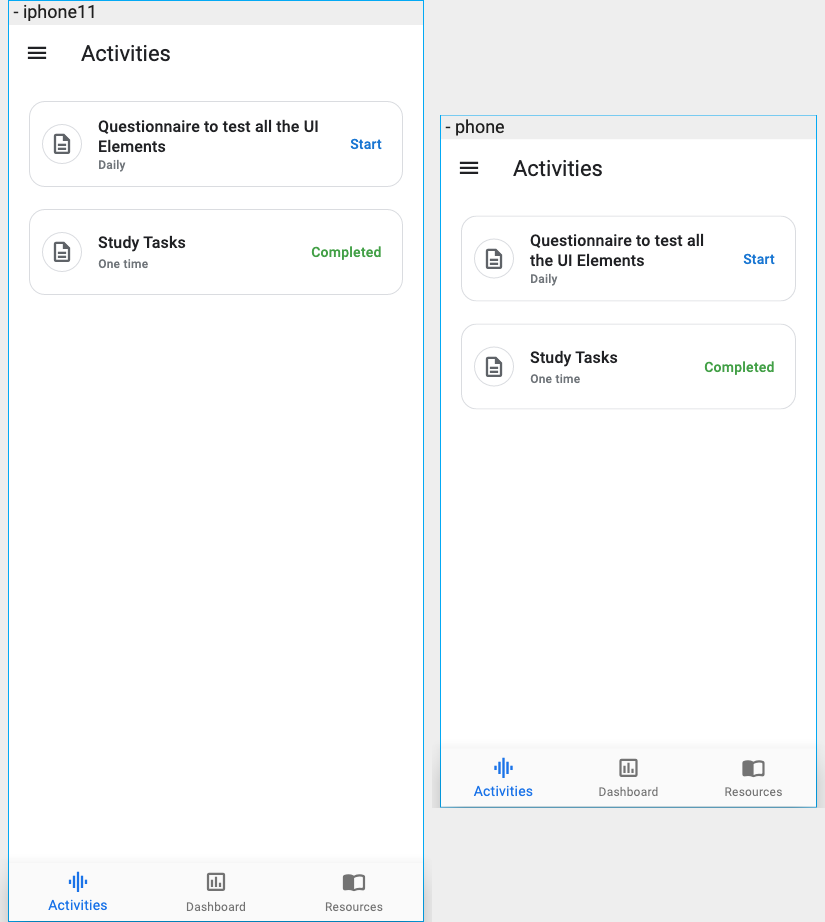 - iphone11
Activities
Questionnaire to test all the UI
Elements
Daily
Start
Study Tasks
One time
Completed
Activities
Dashboard
Resources
- phone
Activities
Questionnaire to test all
the UI Elements
Daily
Start
Study Tasks
One time
Completed
Activities
Dashboard
Resources